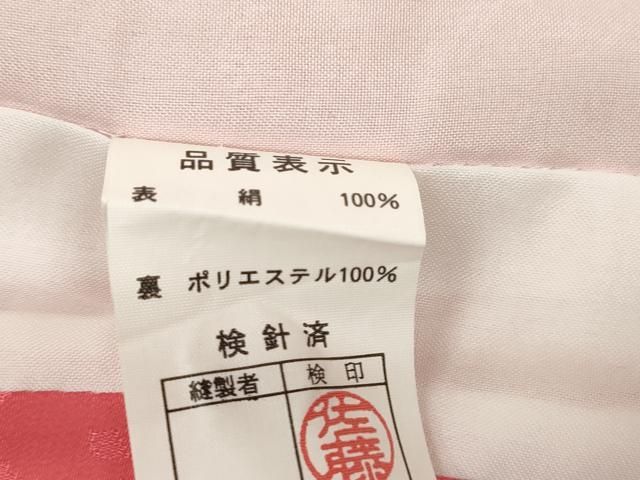 品質表示
表 絹 100%
裏 ポリエステル100%
検針済
縫製者 検印
佐藤